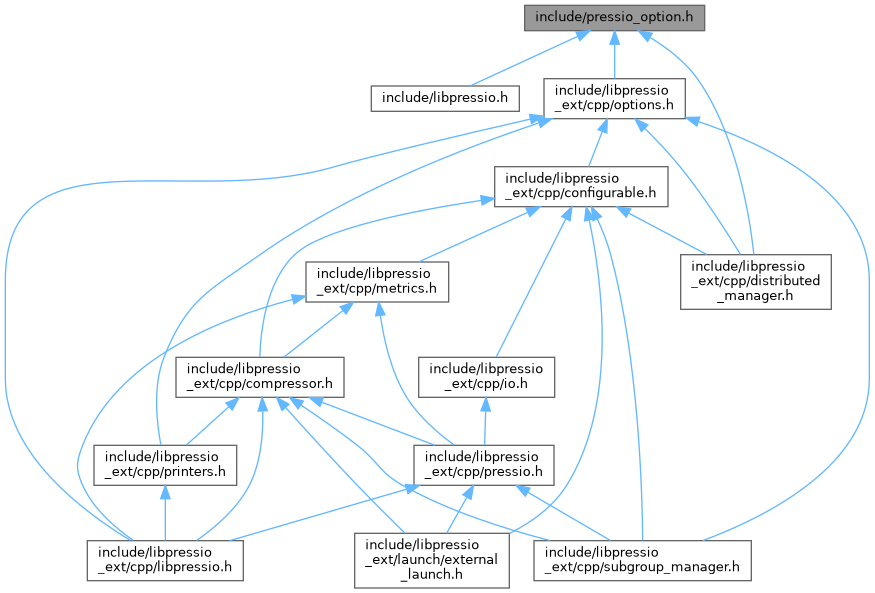 include/pressio_option.h
include/libpressio.h
include/libpressio
_ext/cpp/options.h
include/libpressio
_ext/cpp/configurable.h
include/libpressio
_ext/cpp/metrics.h
include/libpressio
_ext/cpp/distributed
_manager.h
include/libpressio
_ext/cpp/compressor.h
include/libpressio
_ext/cpp/io.h
include/libpressio
_ext/cpp/printers.h
include/libpressio
_ext/cpp/pressio.h
include/libpressio
_ext/cpp/libpressio.h
include/libpressio
_ext/launch/external
_launch.h
include/libpressio
_ext/cpp/subgroup_manager.h